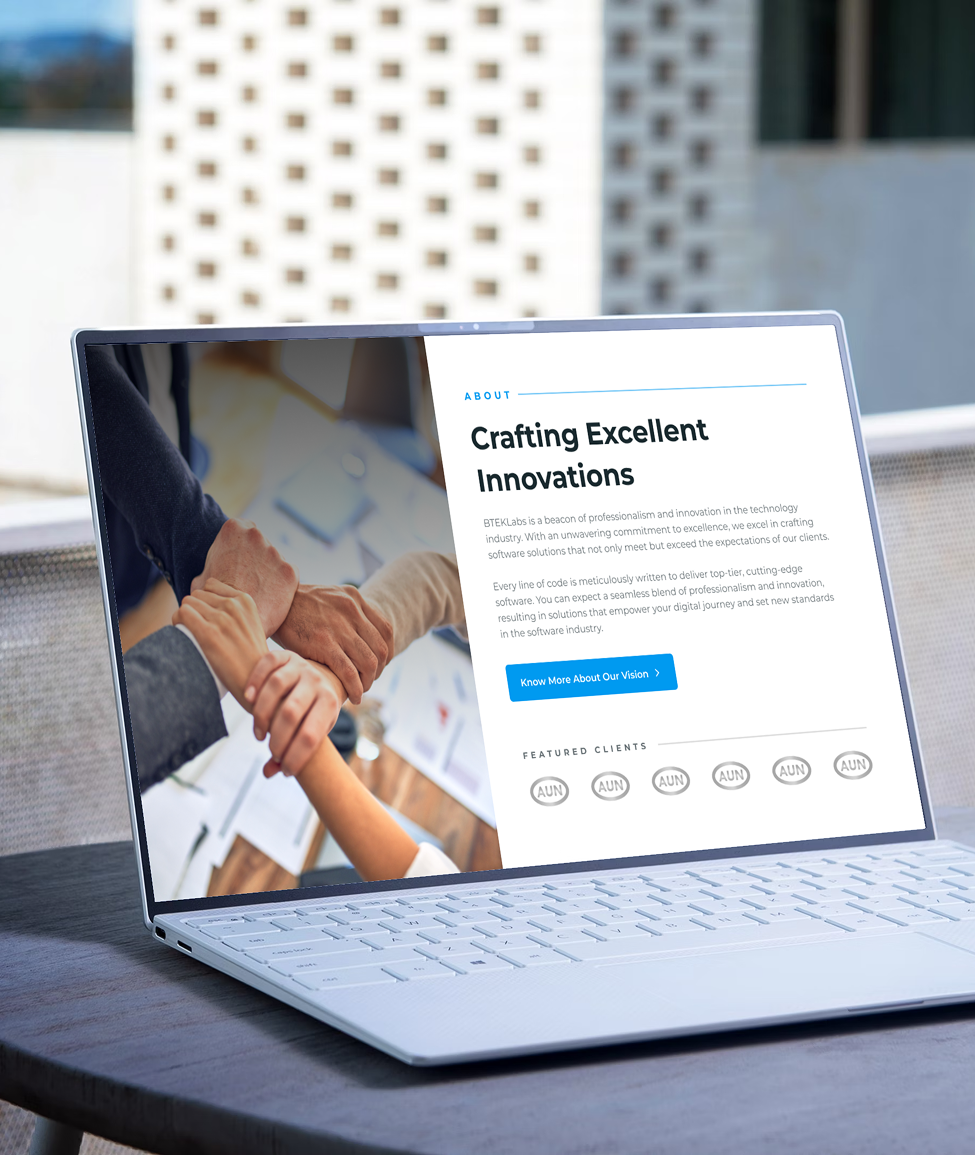 ABOUT
Crafting Excellent
Innovations
BTEKLabs is a beacon of professionalism and innovation in the technology
industry. With an unwavering commitment to excellence, we excel in crafting
software solutions that not only meet but exceed the expectations of our clients.
Every line of code is meticulously written to deliver top-tier, cutting-edge
software. You can expect a seamless blend of professionalism and innovation,
resulting in solutions that empower your digital journey and set new standards
in the software industry.
Know More About Our Vision
FEATURED CLIENTS
AUN AUN AUN AUN AUN AUN